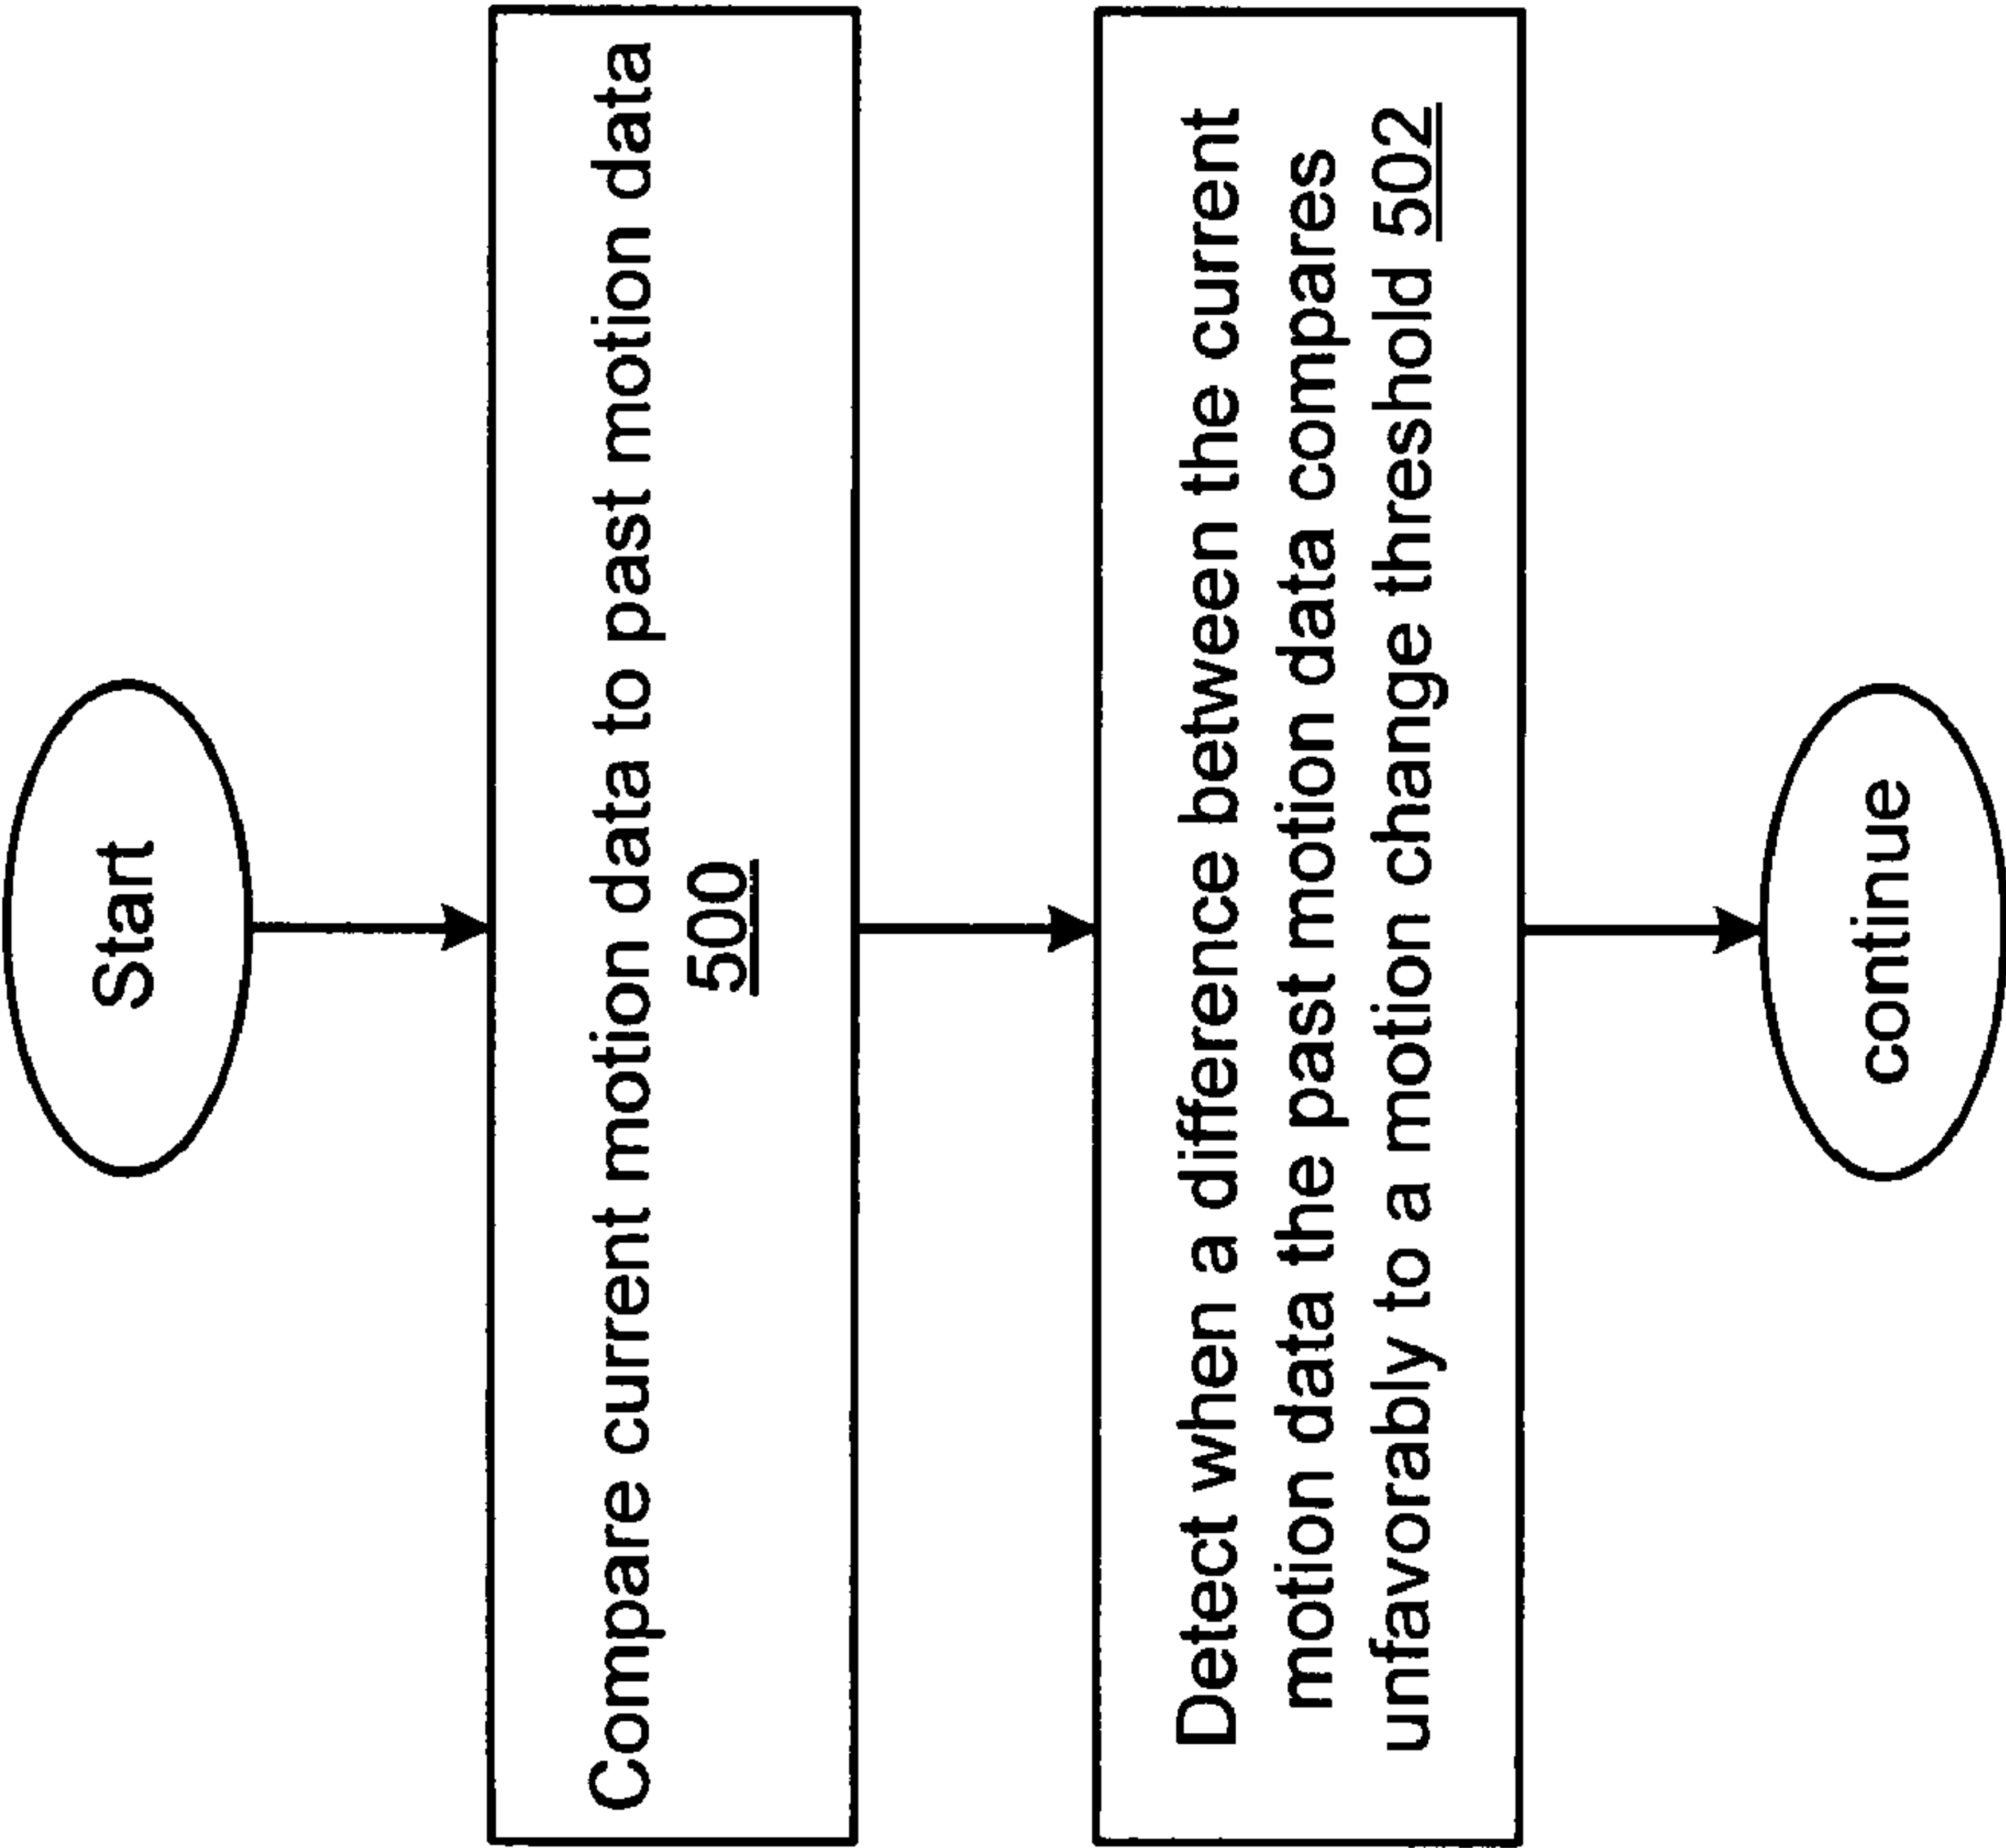 Start
Compare current motion data to past motion data
500
Detect when a difference between the current
motion data the past motion data compares
unfavorably to a motion change threshold 502
continue